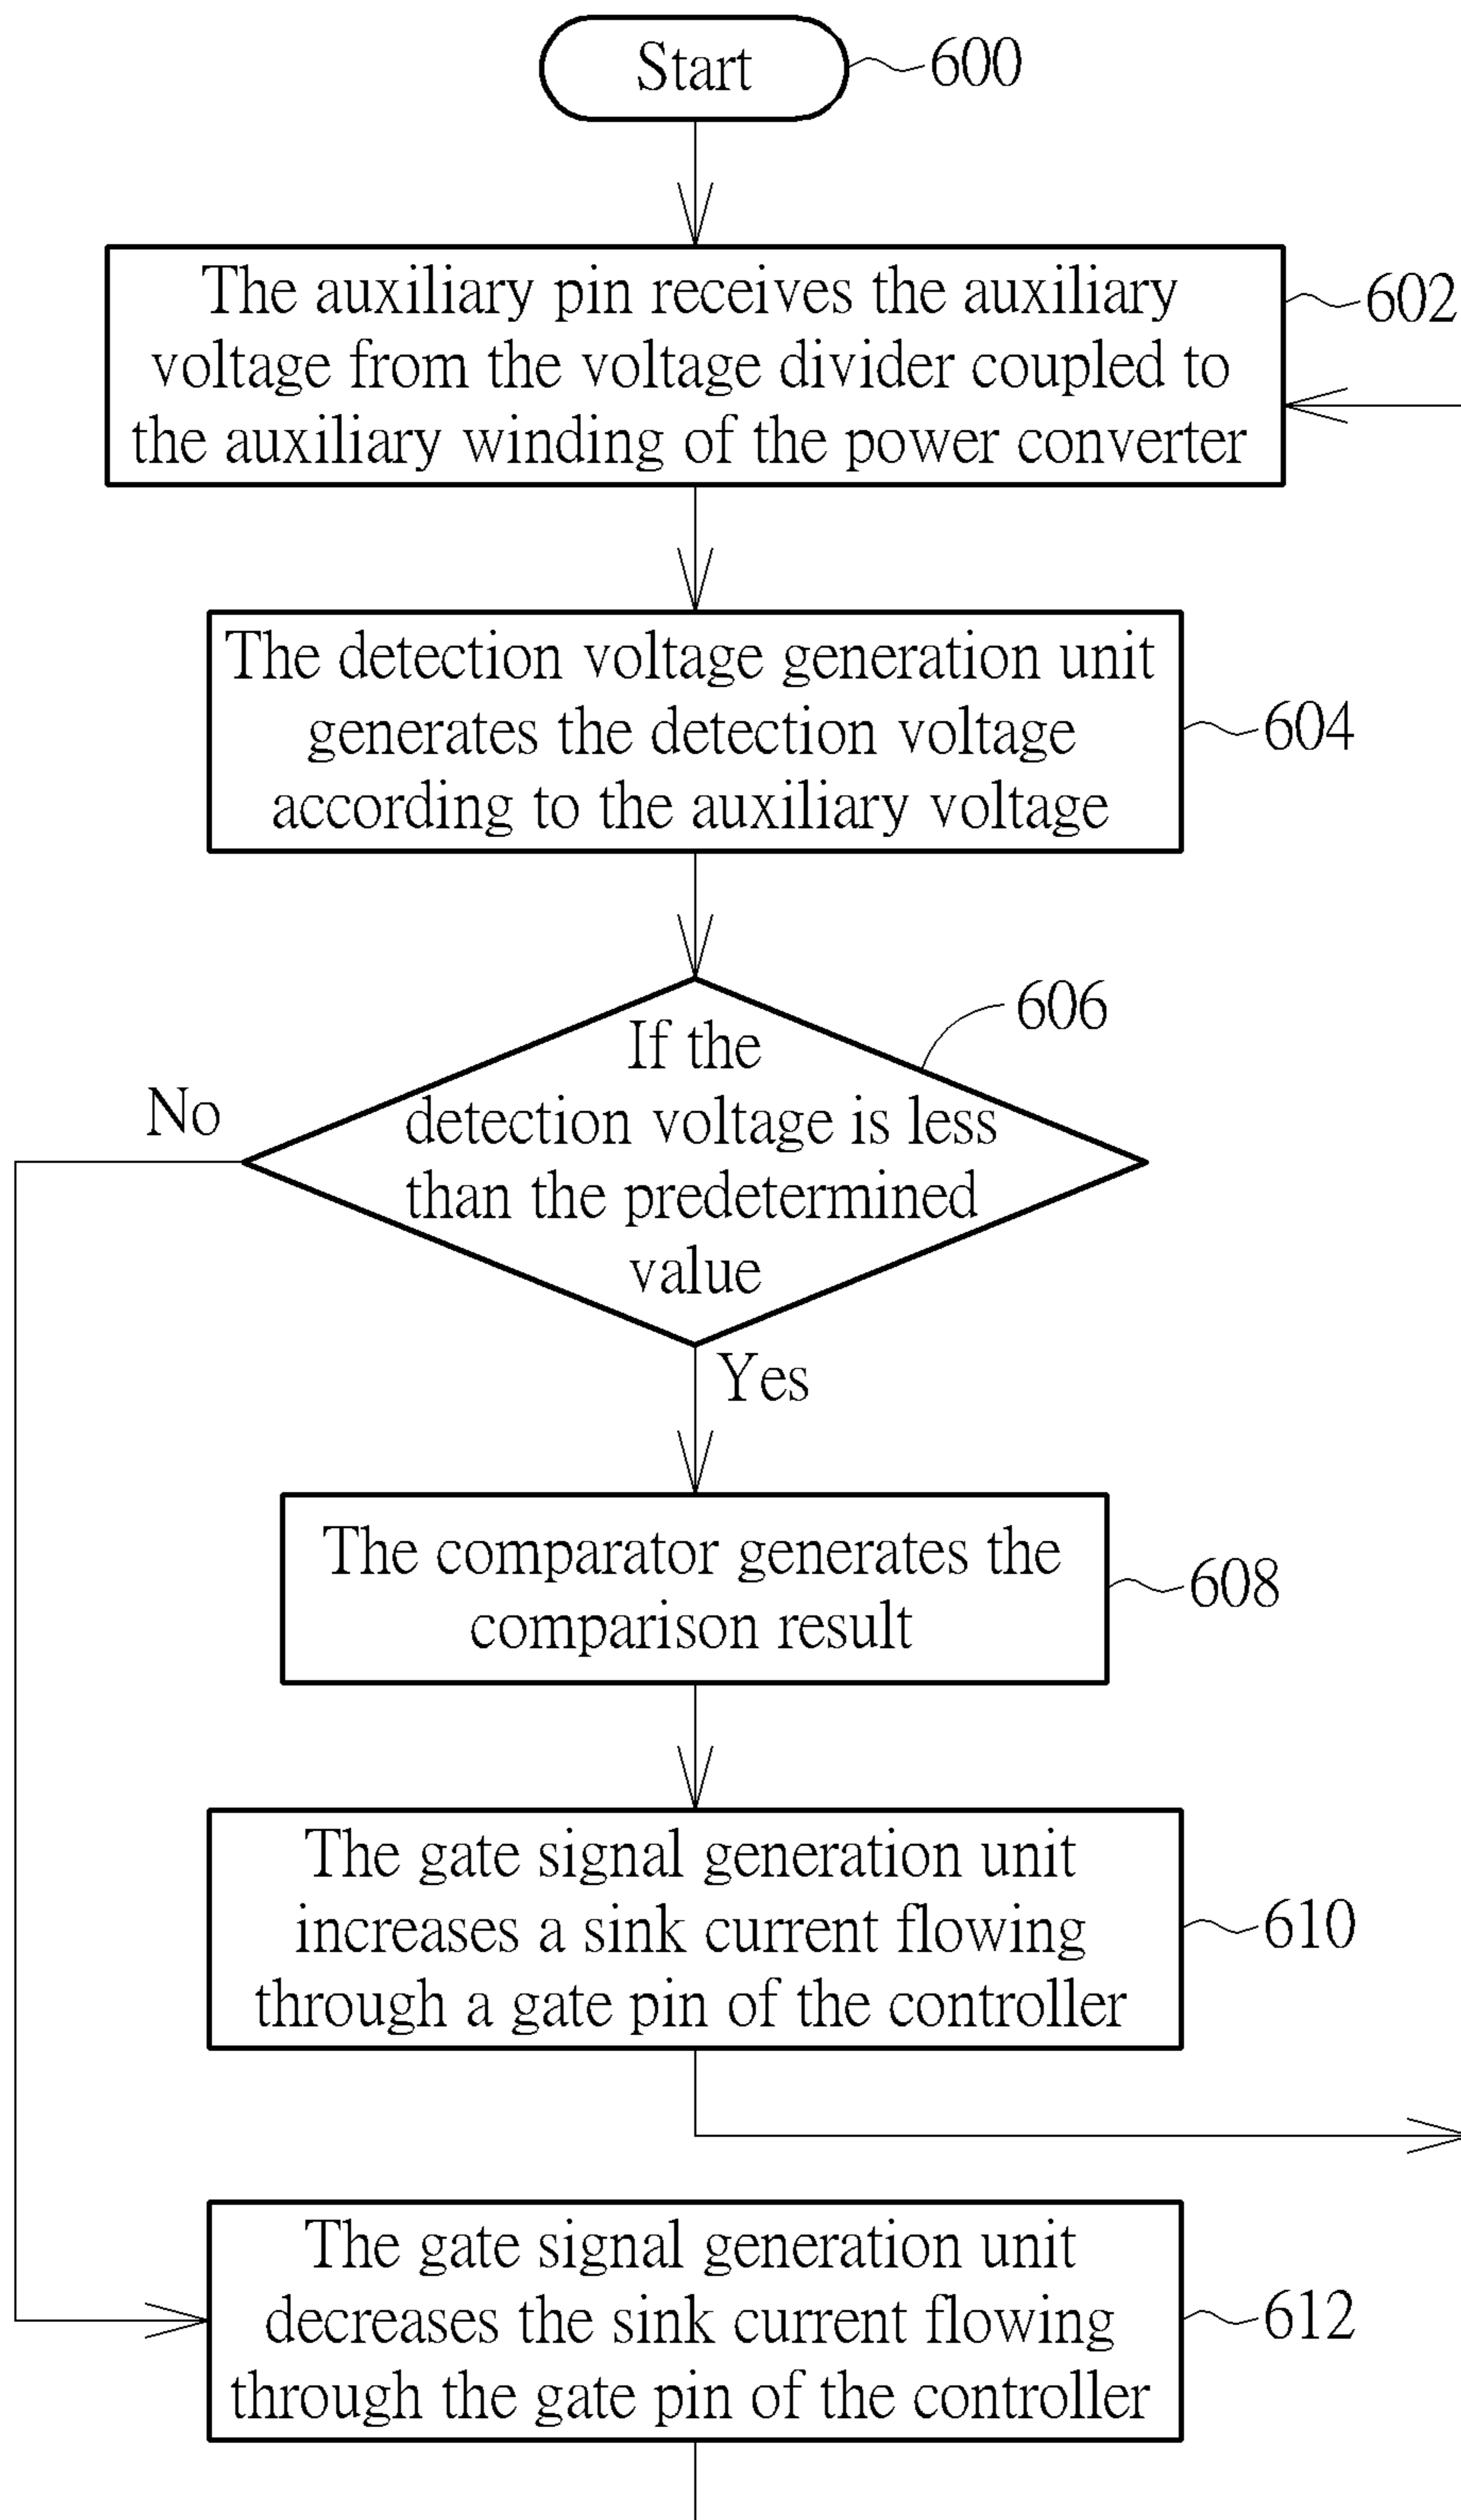 Start
600
The auxiliary pin receives the auxiliary
voltage from the voltage divider coupled to
the auxiliary winding of the power converter
602
The detection voltage generation unit
generates the detection voltage
according to the auxiliary voltage
604
If the
detection voltage is less
than the predetermined
value
606
No
Yes
The comparator generates the
comparison result
608
The gate signal generation unit
increases a sink current flowing
through a gate pin of the controller
610
The gate signal generation unit
decreases the sink current flowing
through the gate pin of the controller
612